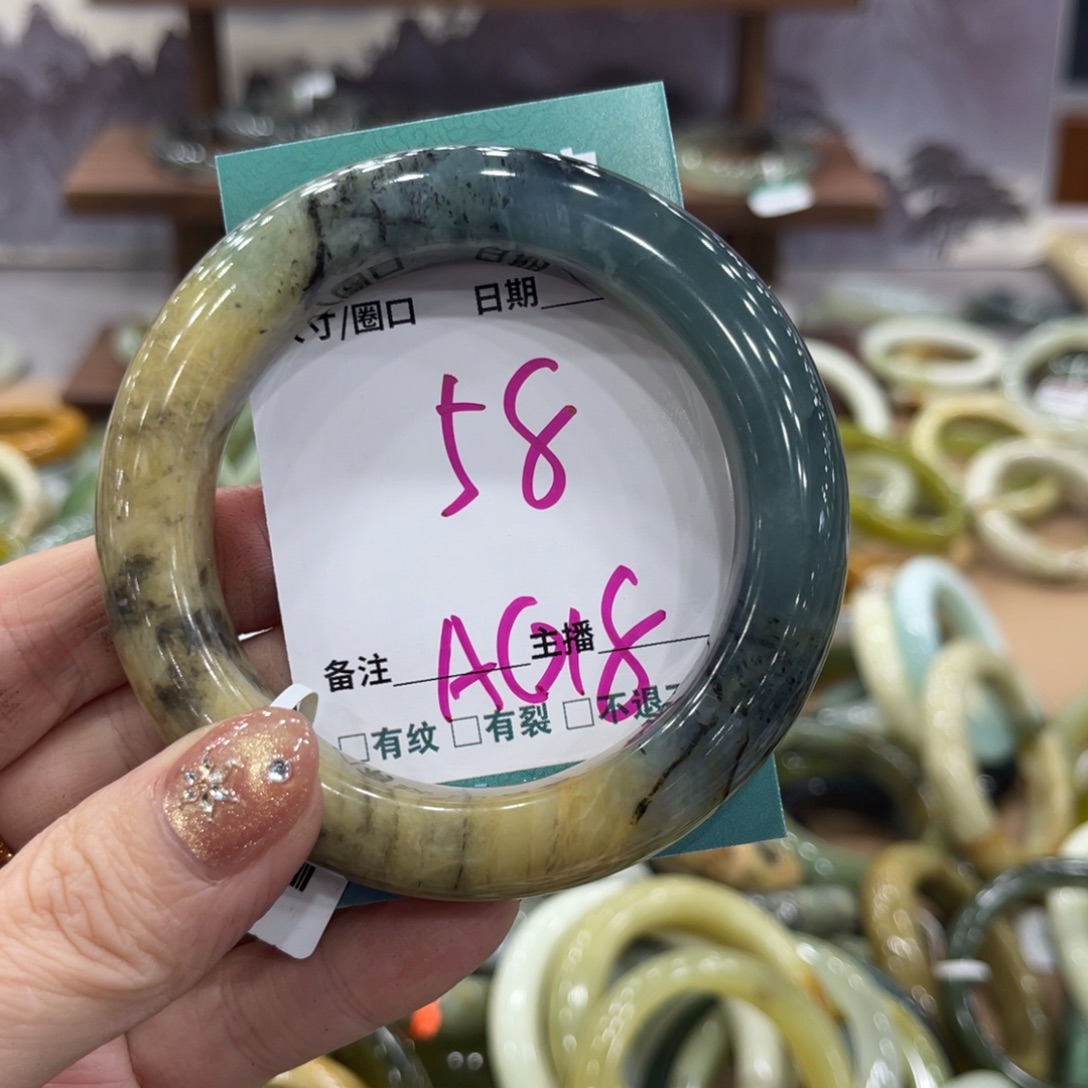 寸/圈口 日期
58
A018
备注 主播
□有纹 □有裂 □不退